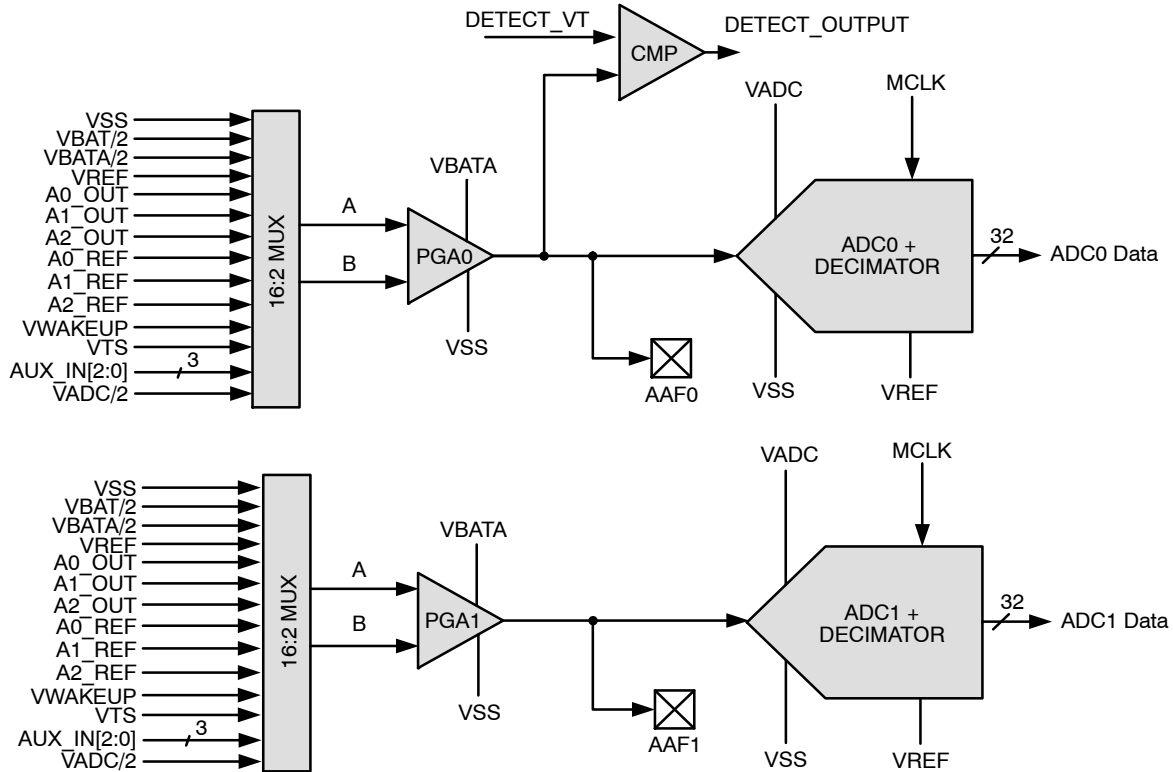 DETECT_VT
DETECT_OUTPUT
CMP
VADC
MCLK
VSS
VBAT/2
VBATA/2
VREF
A0_OUT
A1_OUT
A2_OUT
A0_REF
A1_REF
A2_REF
VWAKEUP
VTS
AUX_IN[2:0]
3
VADC/2
16:2 MUX
A
B
VBATA
PGA0
VSS
AAF0
ADC0 +
DECIMATOR
32
ADC0 Data
VSS
VREF
VADC
MCLK
VSS
VBAT/2
VBATA/2
VREF
A0_OUT
A1_OUT
A2_OUT
A0_REF
A1_REF
A2_REF
VWAKEUP
VTS
AUX_IN[2:0]
3
VADC/2
16:2 MUX
A
B
VBATA
PGA1
VSS
AAF1
ADC1 +
DECIMATOR
32
ADC1 Data
VSS
VREF